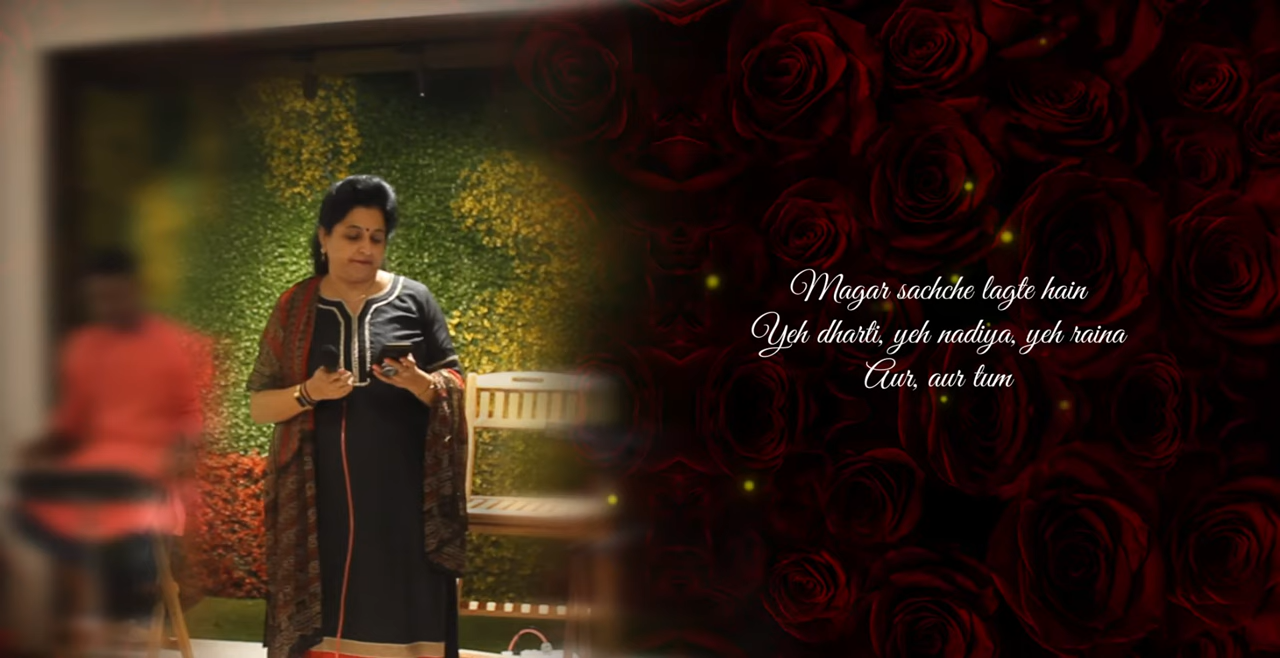 Magar sachche lagte hain
Yeh dharti, yeh nadiya, yeh raina
Aur, aur tum